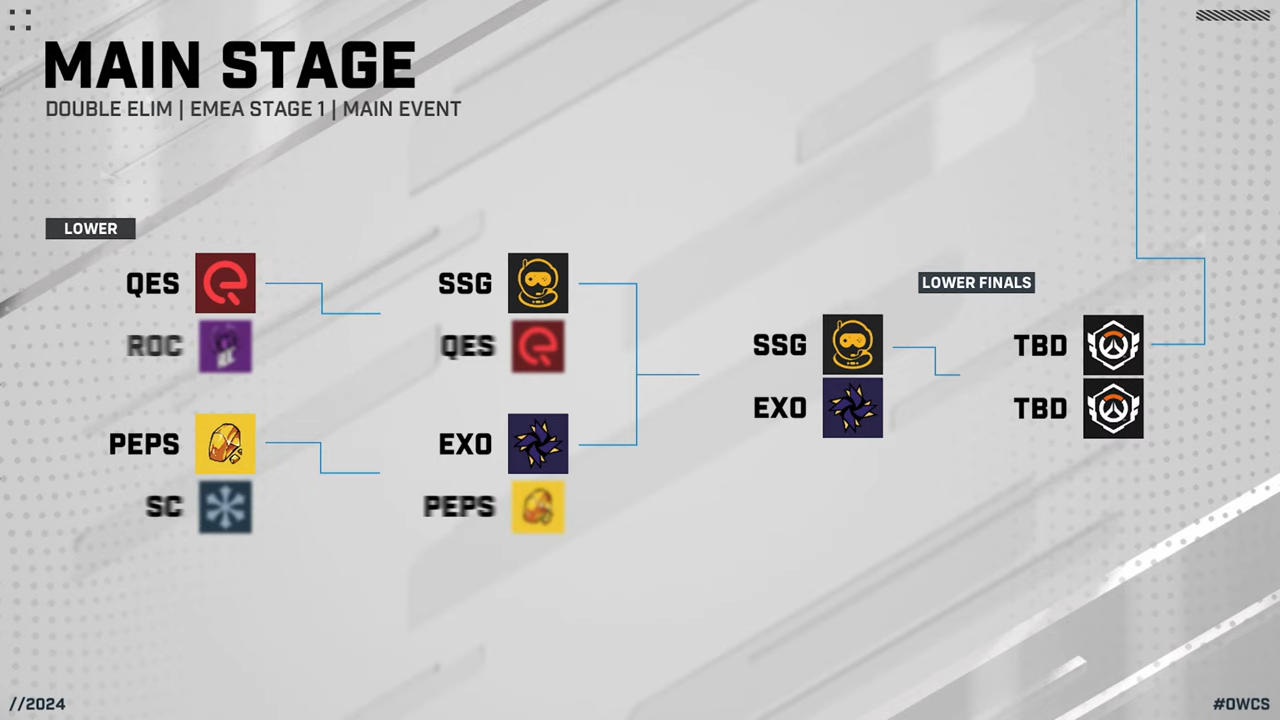 MAIN STAGE
DOUBLE ELIM | EMEA STAGE 1 | MAIN EVENT
LOWER
QES
ROC
PEPS
SC
SSG
QES
EXO
PEPS
SSG
EXO
LOWER FINALS
TBD
TBD
//2024
#OWCS